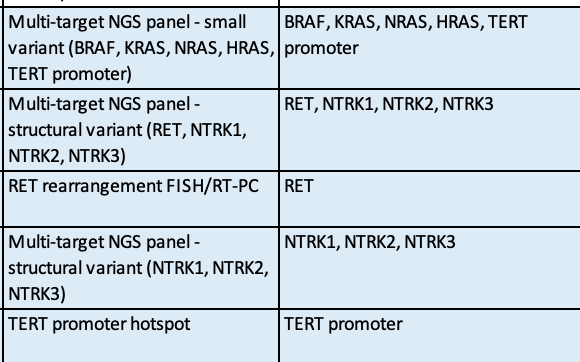 Multi-target NGS panel - small
variant (BRAF, KRAS, NRAS, HRAS,
TERT promoter)
BRAF, KRAS, NRAS, HRAS, TERT
promoter
Multi-target NGS panel -
structural variant (RET, NTRK1,
NTRK2, NTRK3)
RET, NTRK1, NTRK2, NTRK3
RET rearrangement FISH/RT-PC
RET
Multi-target NGS panel -
structural variant (NTRK1, NTRK2,
NTRK3)
NTRK1, NTRK2, NTRK3
TERT promoter hotspot
TERT promoter